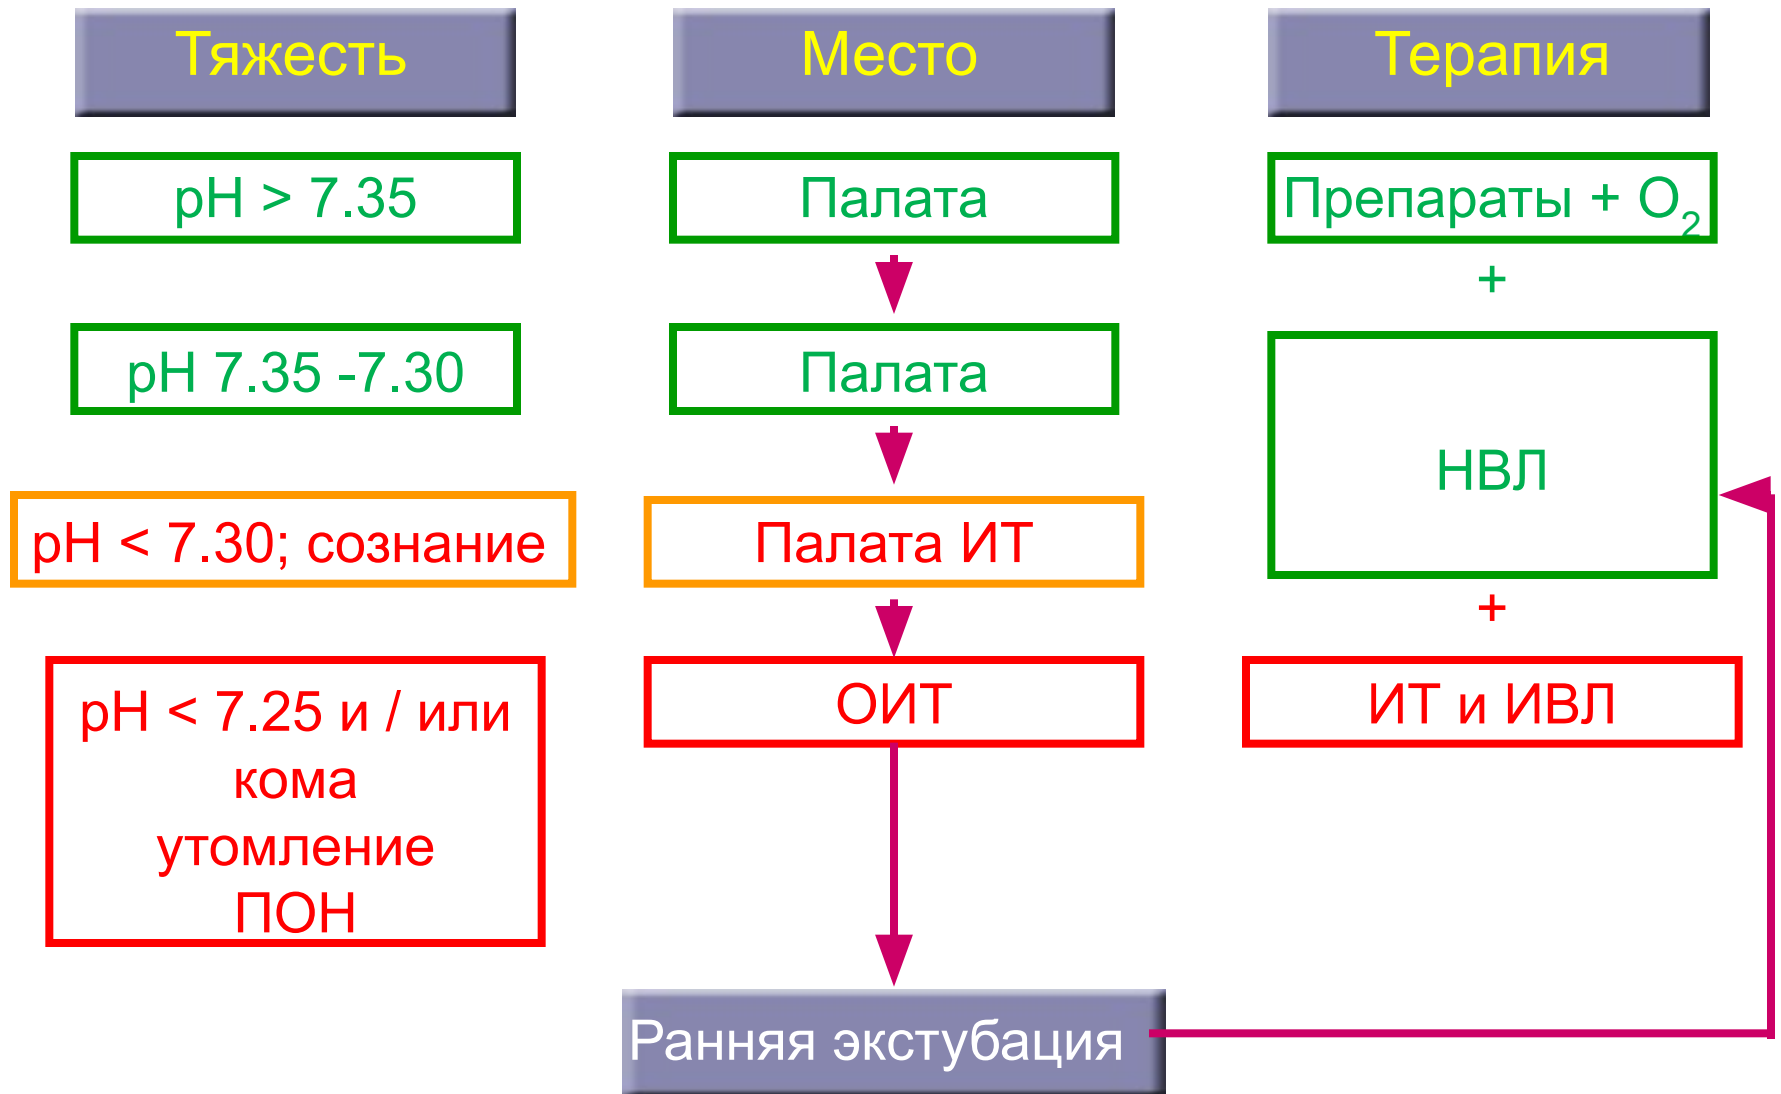 Тяжесть
Место
Терапия
pH > 7.35
Палата
Препараты + O₂
+
pH 7.35 -7.30
Палата
НВЛ
pH < 7.30; сознание
Палата ИТ
+
pH < 7.25 и / или
кома
утомление
ПОН
ОИТ
ИТ и ИВЛ
Ранняя экстубация